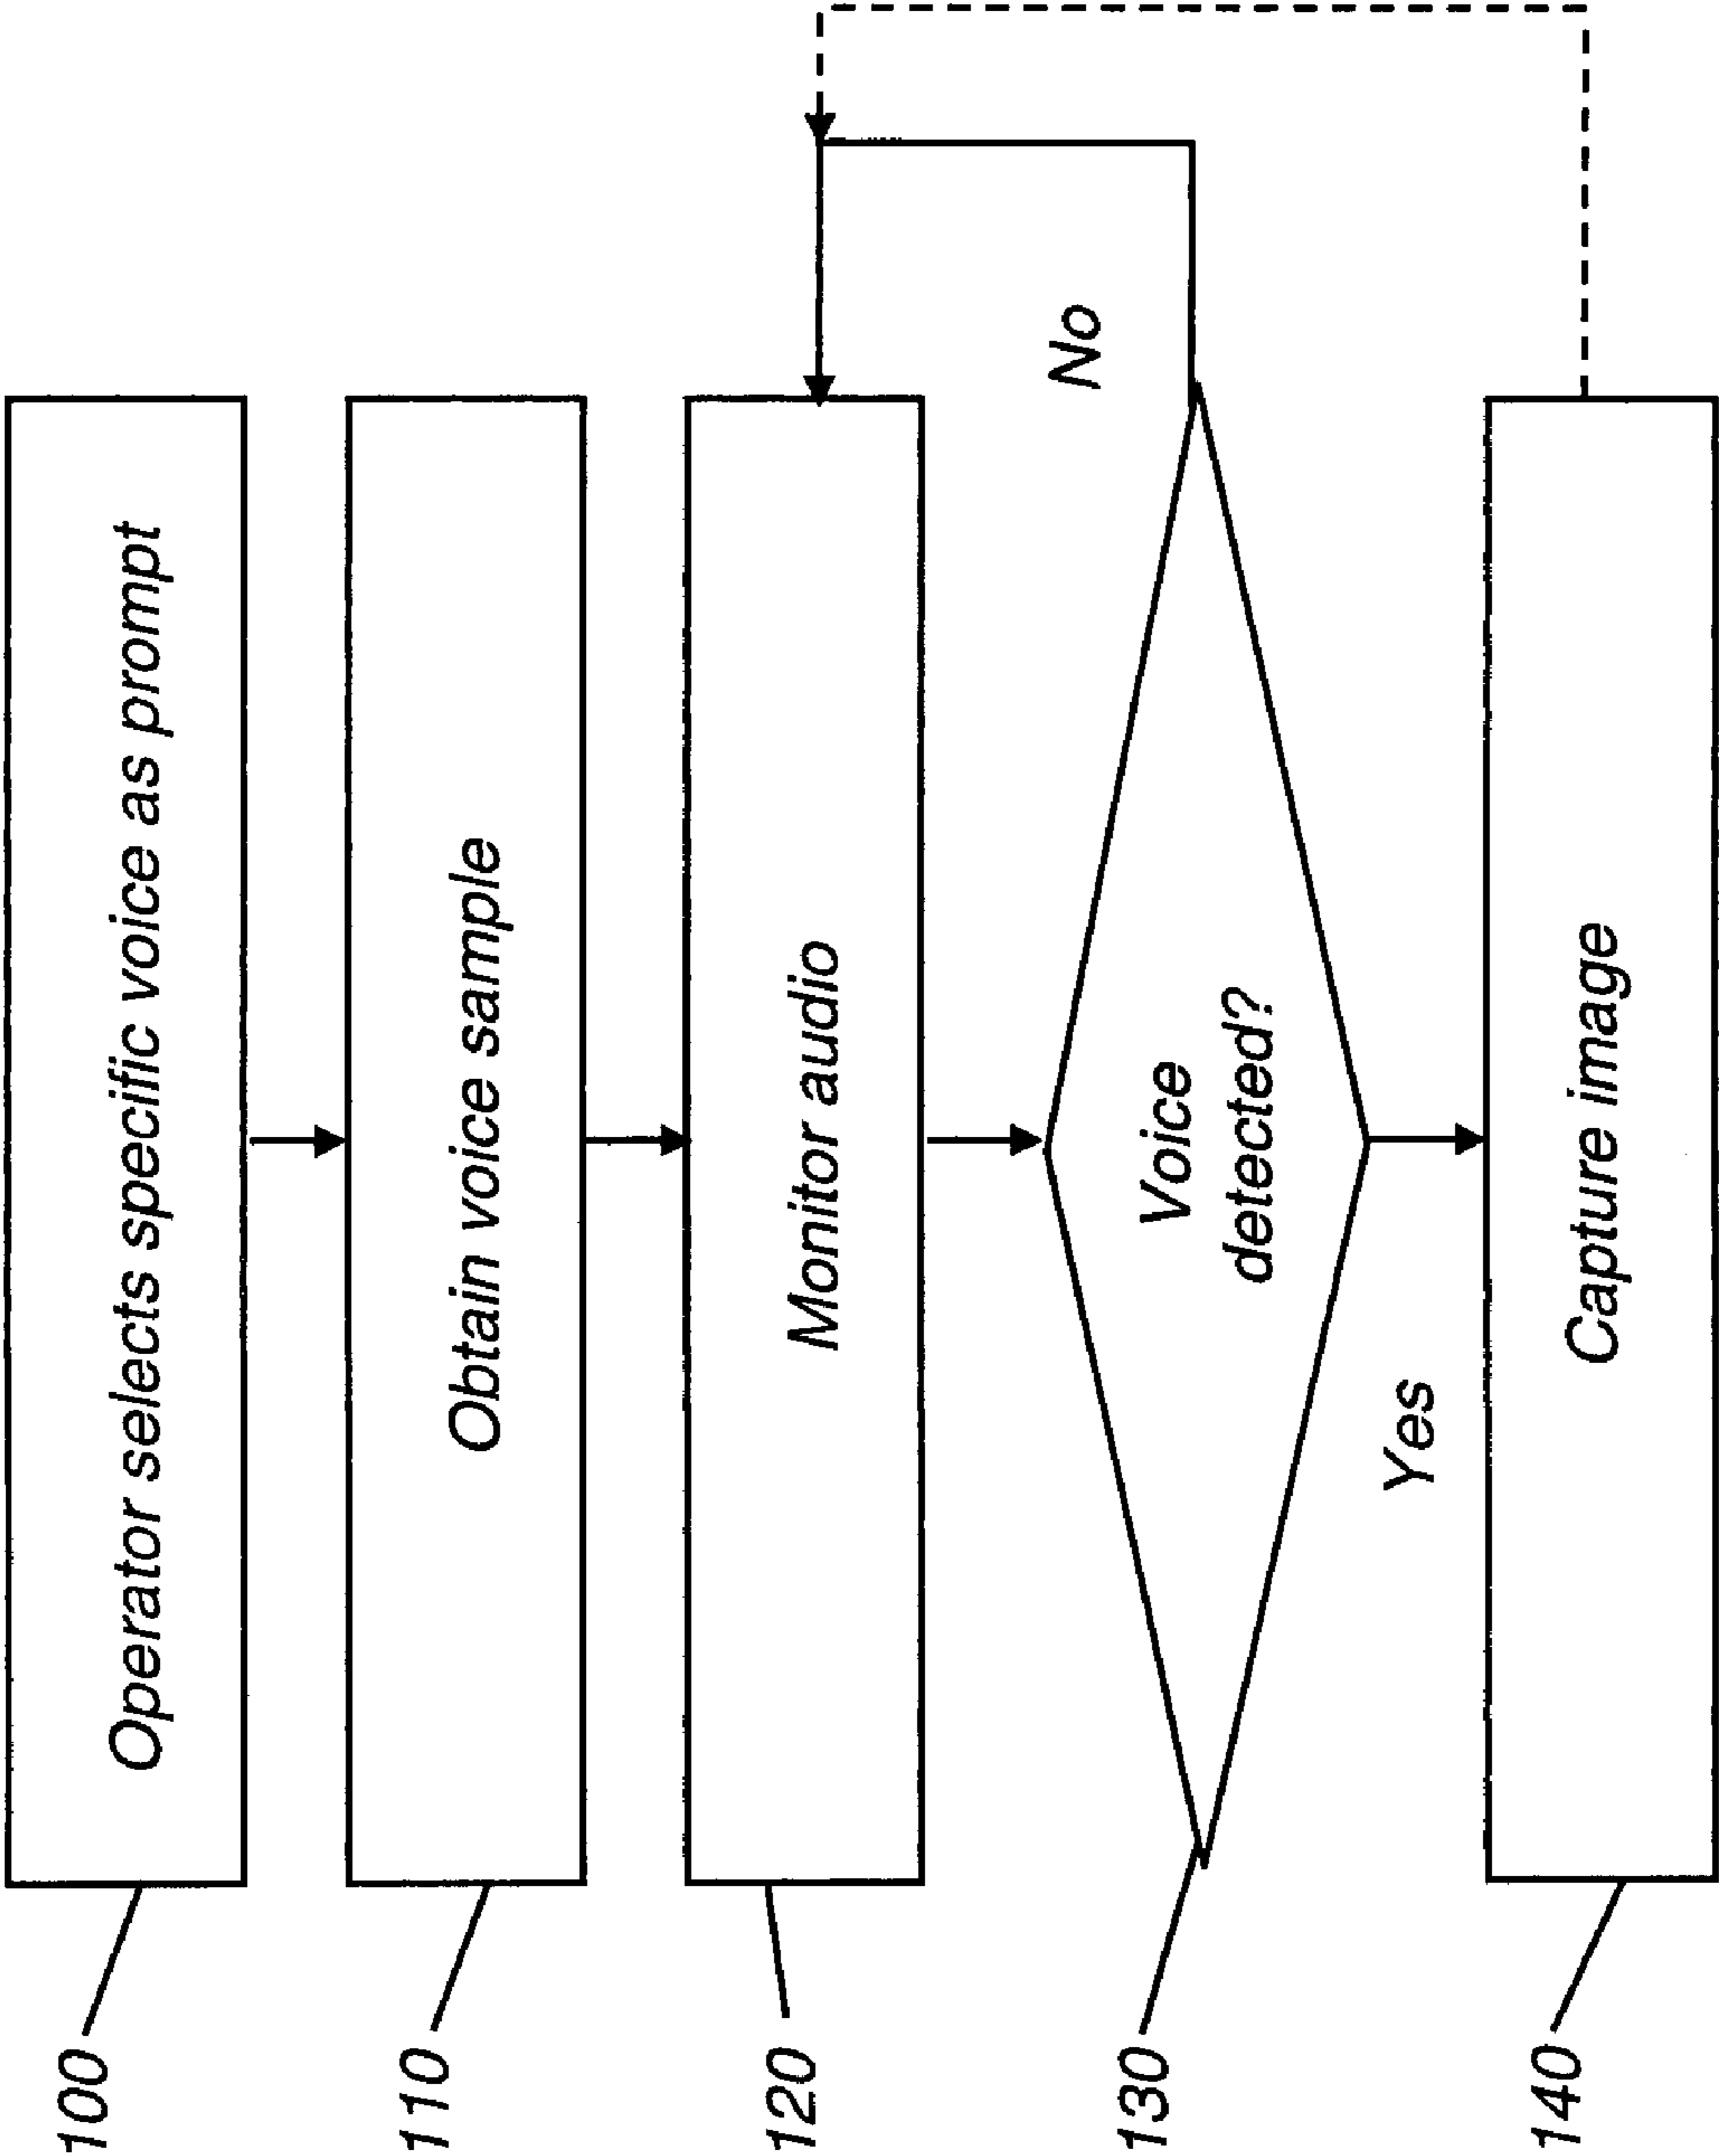 100
Operator selects specific voice as prompt
110
Obtain voice sample
120
Monitor audio
130
Voice
detected?
No
Yes
140
Capture image